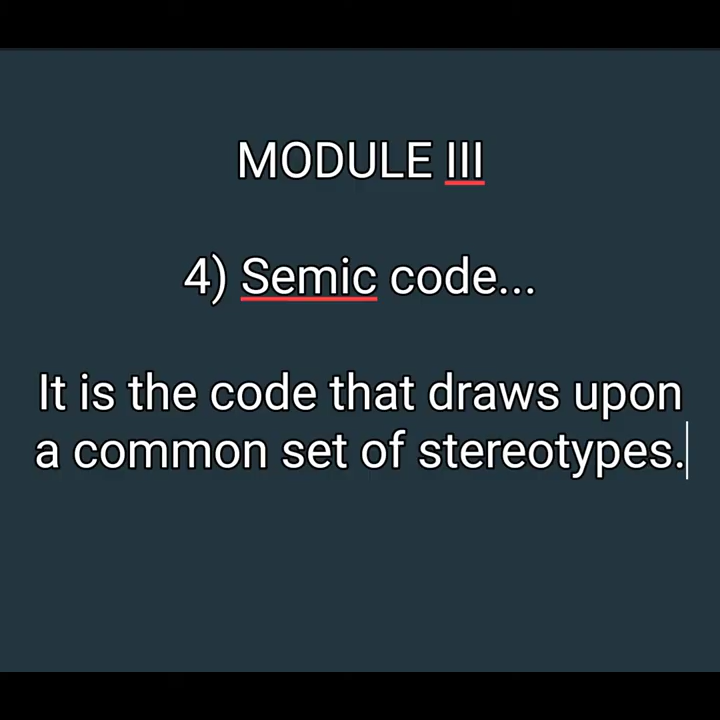 MODULE III
4) Semic code...
It is the code that draws upon
a common set of stereotypes.